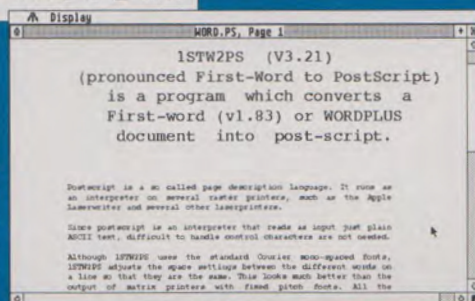 Display
WORD.PS, Page 1
1STW2PS (V3.21)
(pronounced First-Word to PostScript)
is a program which converts a
First-word (v1.83) or WORDPLUS
document into post-script.
Postscript is a so called page description language. It runs as
an interpreter on several raster printers, such as the Apple
Laserwriter and several other laserprinters.
Since postscript is an interpreter that reads as input just plain
ASCII text, difficult to handle control characters are not needed.
Although 1STW2PS uses the standard Courier mono-spaced fonts,
1STW2PS adjusts the space settings between the different words on
a line so that they are the same. This looks much better than the
output of matrix printers with fixed pitch fonts. All the